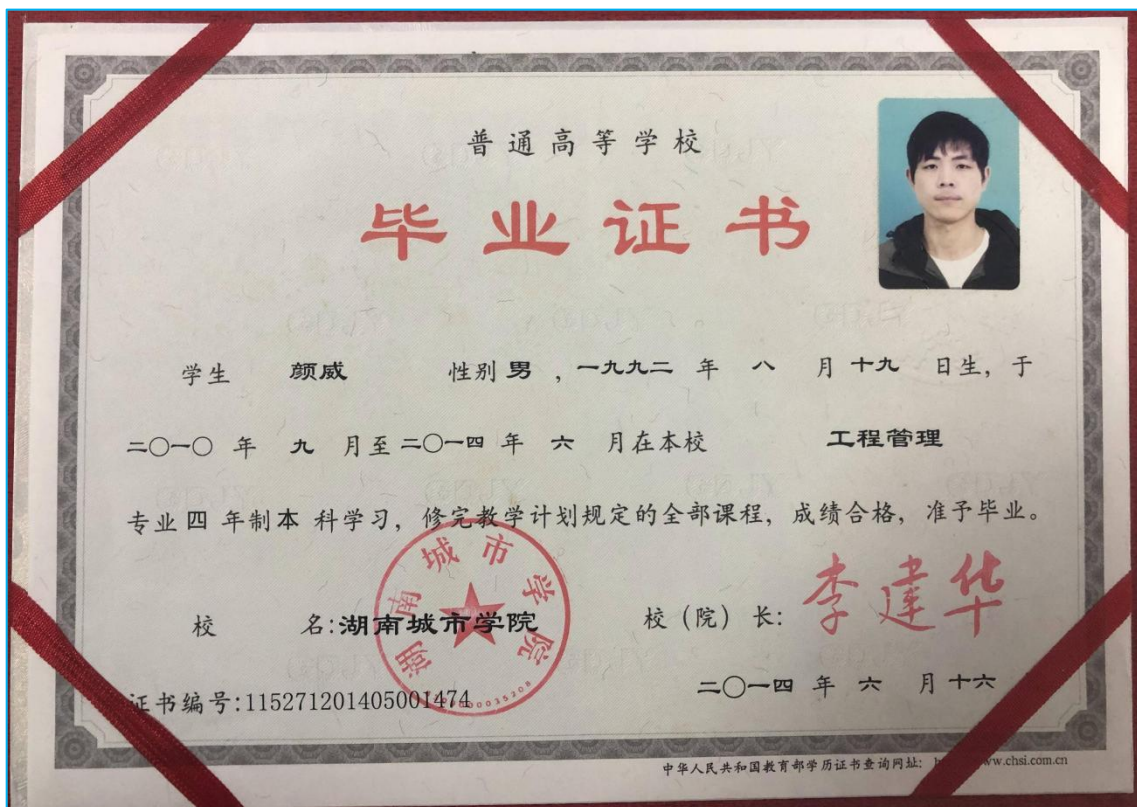 普通高等学校
毕业证书
学生 颜威 性别 男 ，一九九二 年 八 月 十九 日生，于
二〇一〇 年 九 月至 二〇一四 年 六 月在本校 工程管理
专业 四 年制 本 科学习，修完教学计划规定的全部课程，成绩合格，准予毕业。
湖南城市学院
校 名:湖南城市学院 校（院）长: 李建华
证书编号:115271201405001474 二〇一四 年 六 月 十六
中华人民共和国教育部学历证书查询网址: www.chsi.com.cn